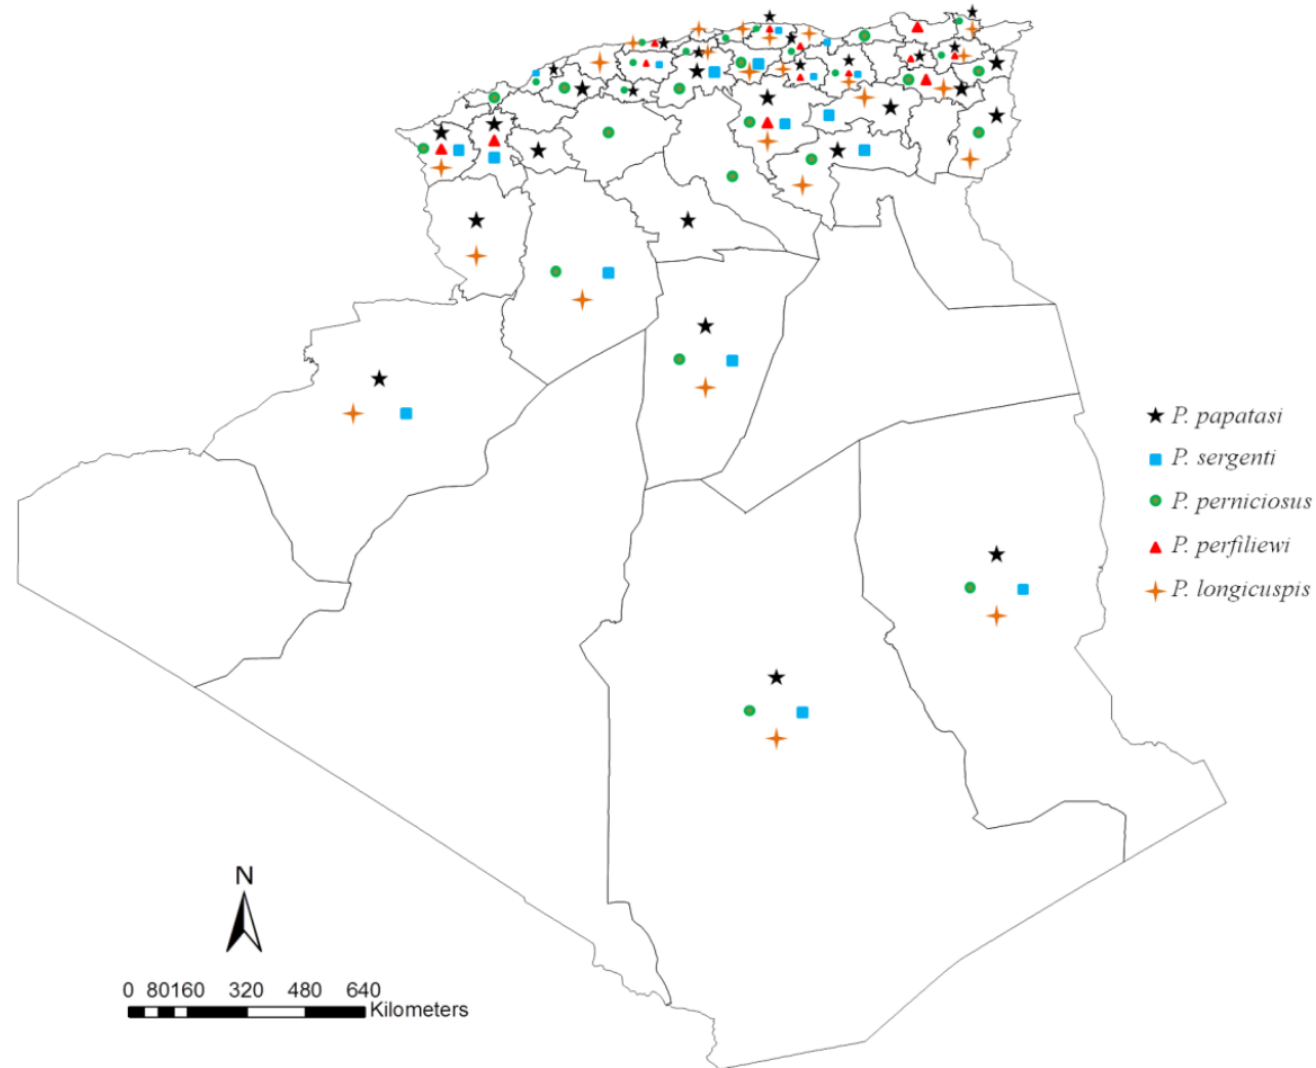 P. papatasi
P. sergenti
P. perniciosus
P. perfiliewi
P. longicuspis
N
0 80160 320 480 640
Kilometers